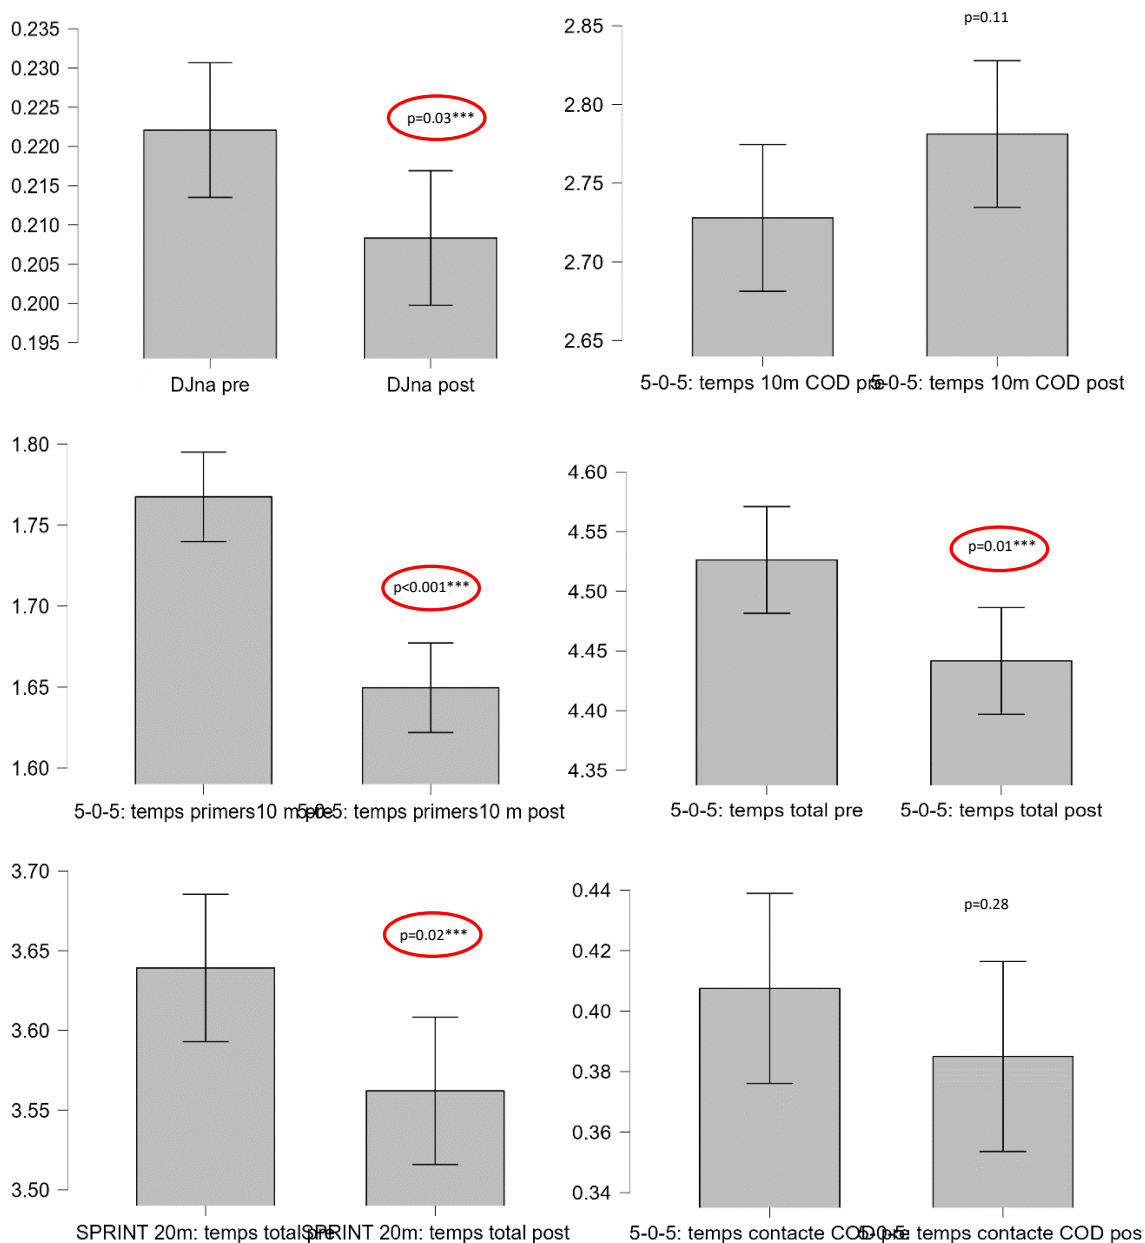 0.235
0.230
0.225
0.220
0.215
0.210
0.205
0.200
0.195
p=0.03***
DJna pre
DJna post
2.85
2.80
2.75
2.70
2.65
p=0.11
5-0-5: temps 10m COD pre
5-0-5: temps 10m COD post
1.80
1.75
1.70
1.65
1.60
p<0.001***
5-0-5: temps primers10 m pre
5-0-5: temps primers10 m post
4.60
4.55
4.50
4.45
4.40
4.35
p=0.01***
5-0-5: temps total pre
5-0-5: temps total post
3.70
3.65
3.60
3.55
3.50
p=0.02***
SPRINT 20m: temps total pre
SPRINT 20m: temps total post
0.44
0.42
0.40
0.38
0.36
0.34
p=0.28
5-0-5: temps contacte COD pre
5-0-5: temps contacte COD pos